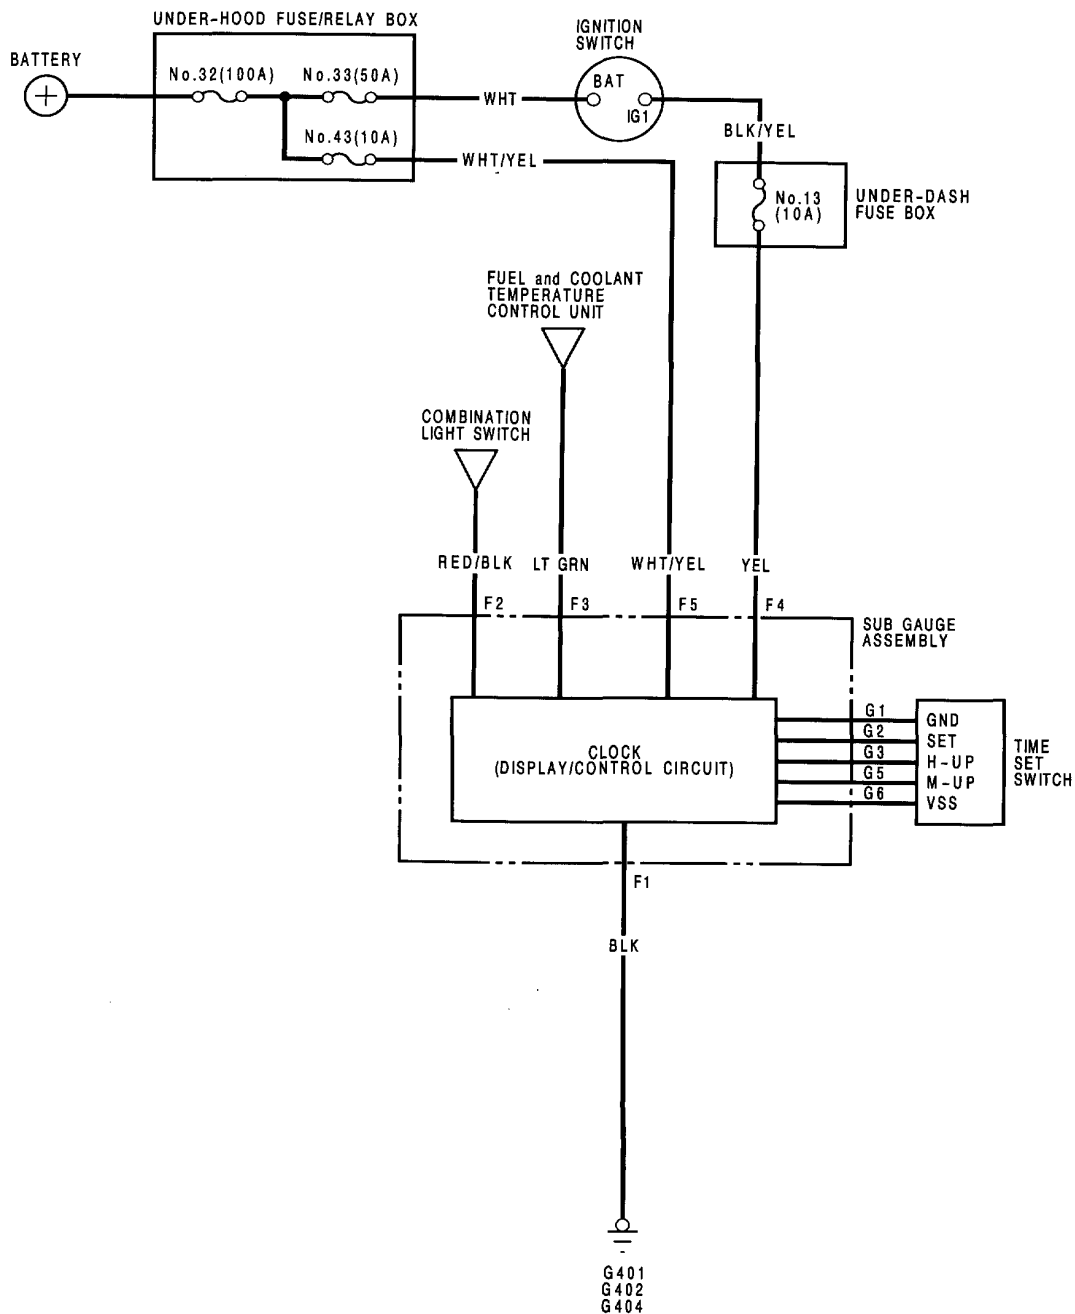 UNDER-HOOD FUSE/RELAY BOX
IGNITION
SWITCH
BATTERY
No.32(100A)
No.33(50A)
BAT
WHT
IG1
BLK/YEL
No.43(10A)
WHT/YEL
No.13
(10A)
UNDER-DASH
FUSE BOX
FUEL and COOLANT
TEMPERATURE
CONTROL UNIT
COMBINATION
LIGHT SWITCH
RED/BLK
LT GRN
WHT/YEL
YEL
F2
F3
F5
F4
SUB GAUGE
ASSEMBLY
CLOCK
(DISPLAY/CONTROL CIRCUIT)
G1
G2
G3
G5
G6
GND
SET
H-UP
M-UP
VSS
TIME
SET
SWITCH
F1
BLK
G401
G402
G404